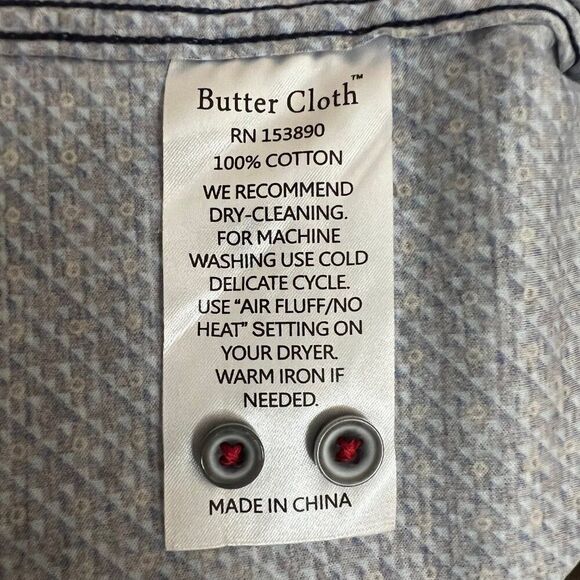 Butter Cloth™
RN 153890
100% COTTON
WE RECOMMEND
DRY-CLEANING.
FOR MACHINE
WASHING USE COLD
DELICATE CYCLE.
USE “AIR FLUFF/NO
HEAT” SETTING ON
YOUR DRYER.
WARM IRON IF
NEEDED.
MADE IN CHINA